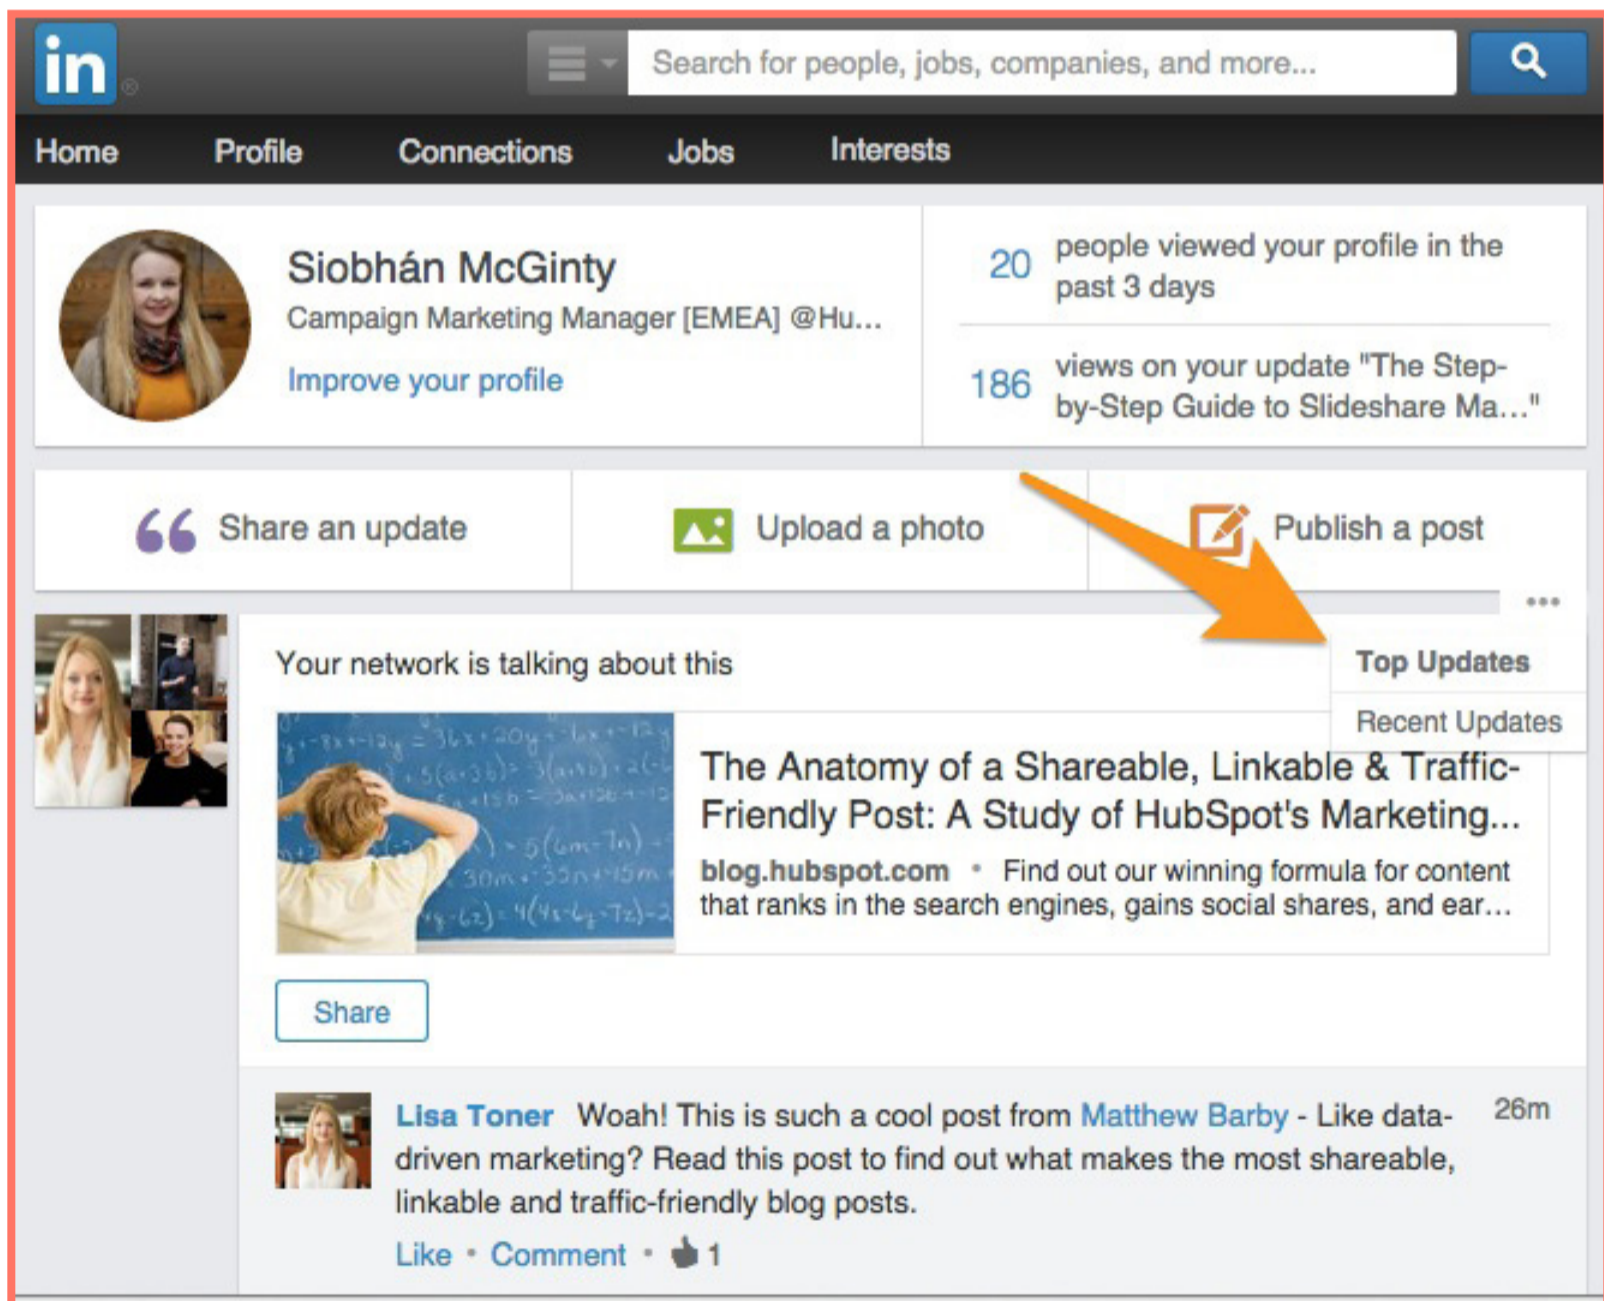 in
Search for people, jobs, companies, and more...
Home Profile Connections Jobs Interests
Siobhán McGinty
Campaign Marketing Manager [EMEA] @Hu...
Improve your profile
20 people viewed your profile in the
past 3 days
186 views on your update "The Step-
by-Step Guide to Slideshare Ma..."
Share an update Upload a photo Publish a post
Top Updates
Recent Updates
Your network is talking about this
The Anatomy of a Shareable, Linkable & Traffic-
Friendly Post: A Study of HubSpot's Marketing...
blog.hubspot.com • Find out our winning formula for content
that ranks in the search engines, gains social shares, and ear...
Share
Lisa Toner Woah! This is such a cool post from Matthew Barby - Like data-
driven marketing? Read this post to find out what makes the most shareable,
linkable and traffic-friendly blog posts.
26m
Like • Comment • 1